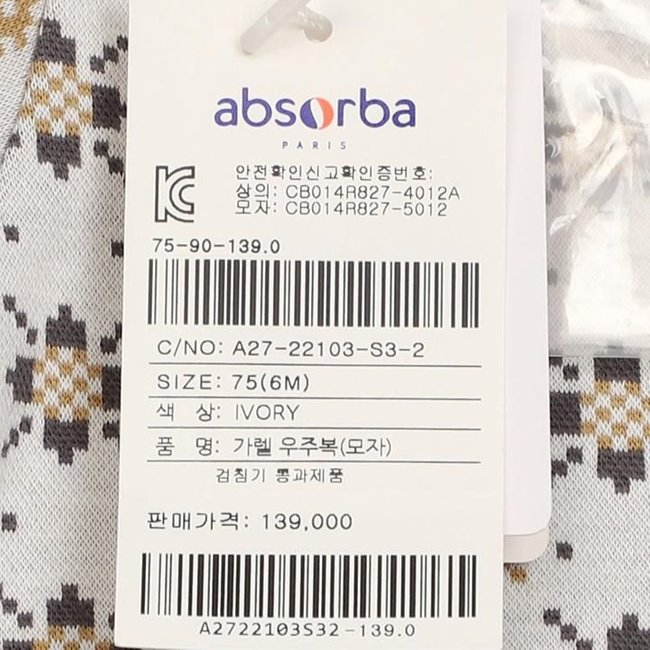 absorba
PARIS
안전확인신고확인증번호:
상의: CB014R827-4012A
모자: CB014R827-5012
75-90-139.0
C/NO: A27-22103-S3-2
SIZE: 75(6M)
색 상: IVORY
품 명: 가렐 우주복(모자)
검침기 통과제품
판매가격: 139,000
A2722103S32-139.0